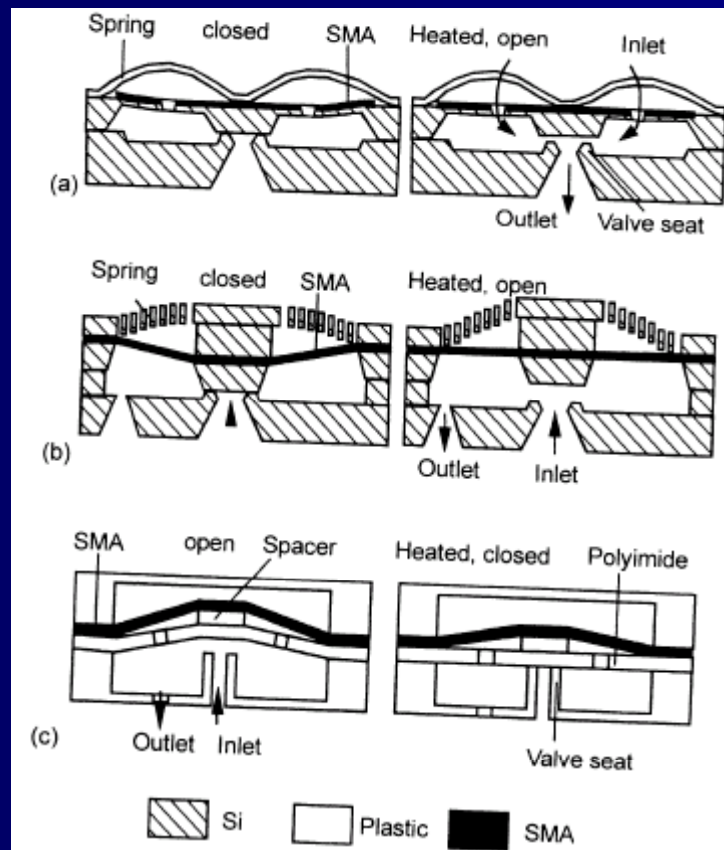 Spring closed SMA Heated, open Inlet
(a)
Outlet Valve seat
Spring closed SMA Heated, open
(b)
Outlet Inlet
SMA open Spacer Heated, closed Polyimide
(c)
Outlet Inlet Valve seat
Si Plastic SMA